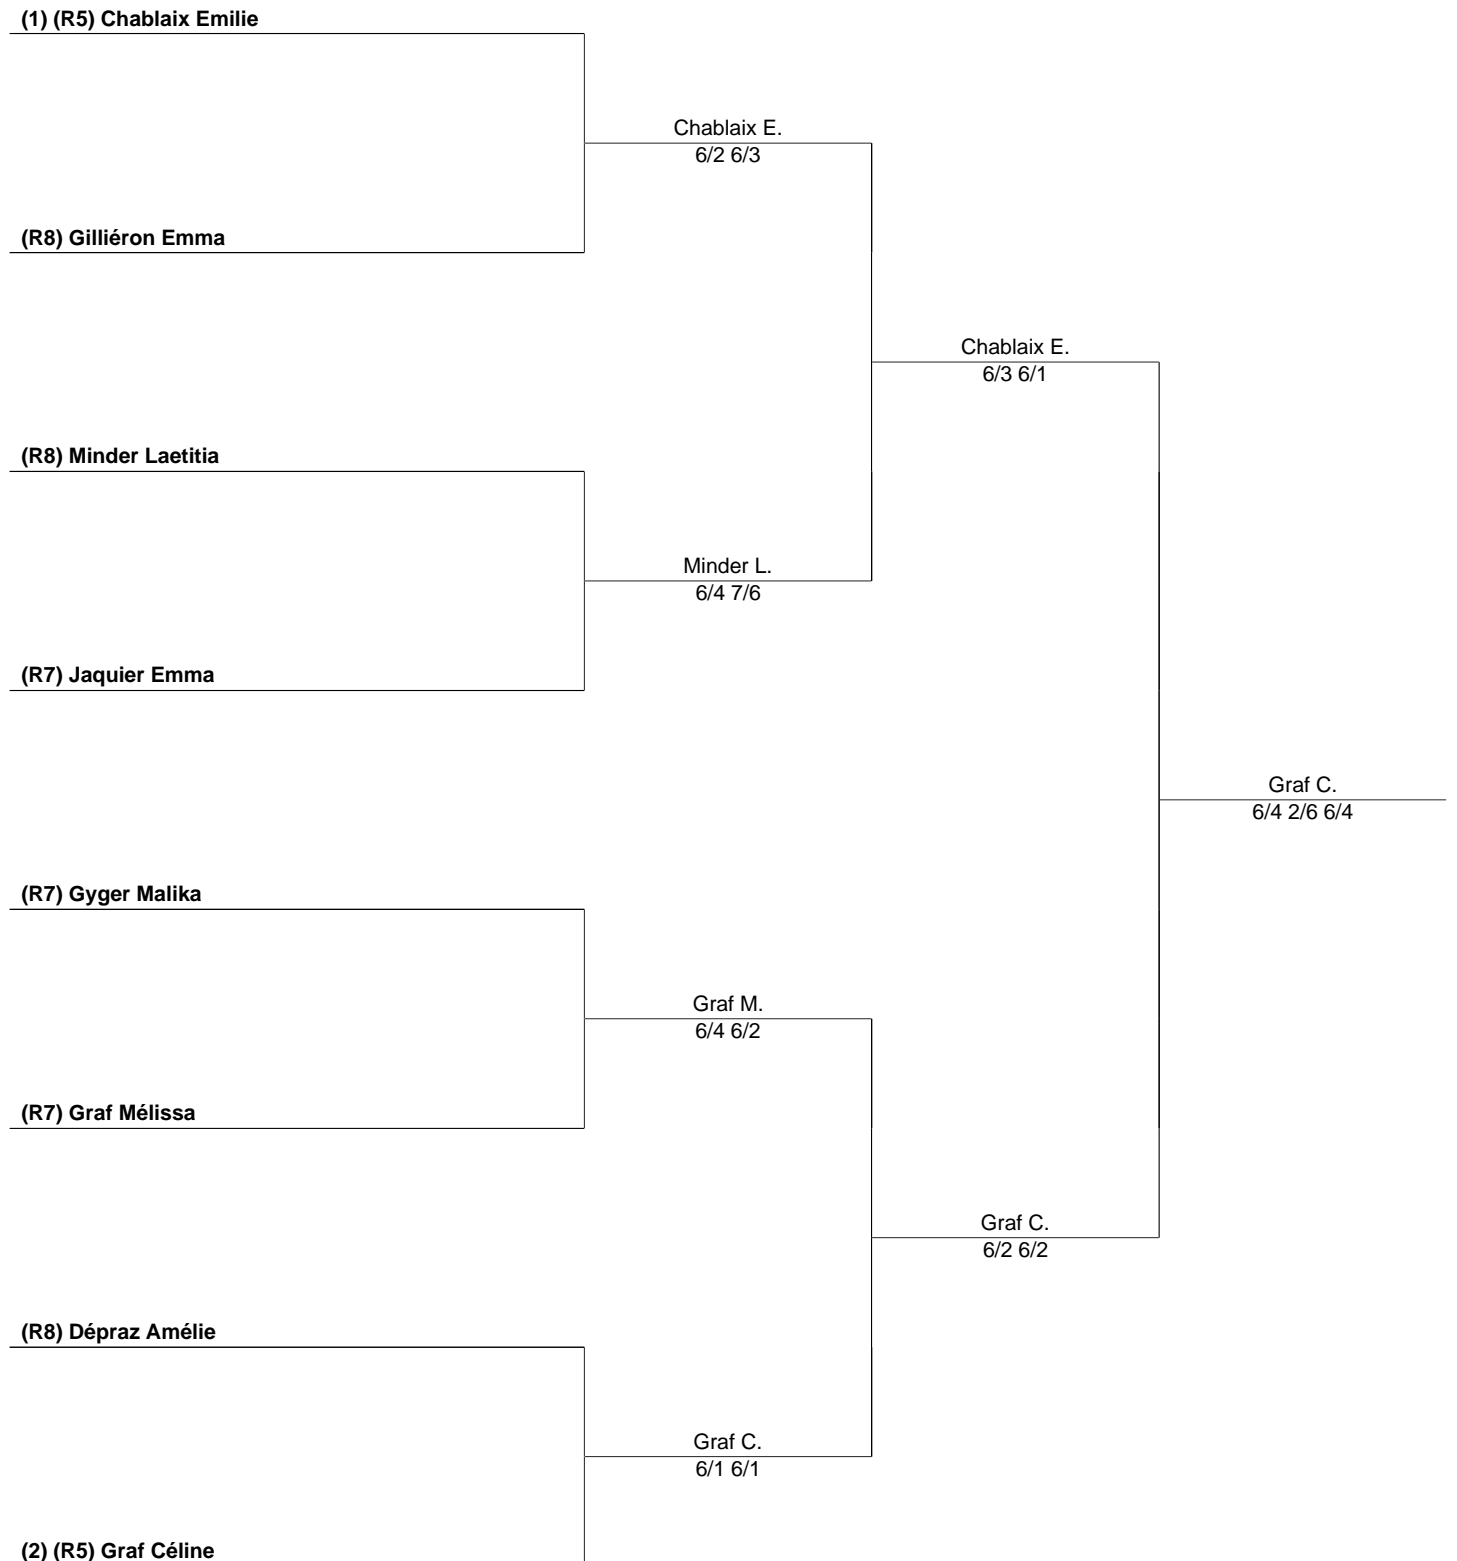 (1) (R5) Chablaix Emilie
Chablaix E.
6/2 6/3
(R8) Gilliéron Emma
Chablaix E.
6/3 6/1
(R8) Minder Laetitia
Minder L.
6/4 7/6
(R7) Jaquier Emma
Graf C.
6/4 2/6 6/4
(R7) Gyger Malika
Graf M.
6/4 6/2
(R7) Graf Mélissa
Graf C.
6/2 6/2
(R8) Dépraz Amélie
Graf C.
6/1 6/1
(2) (R5) Graf Céline